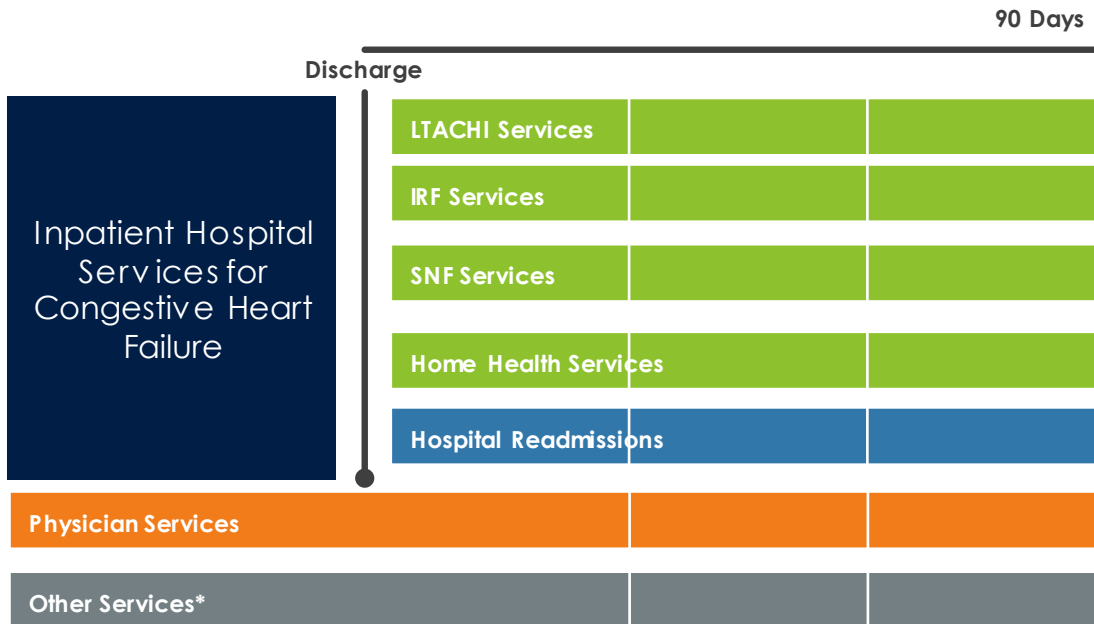 90 Days
Discharge
LTACHI Services
IRF Services
Inpatient Hospital
Services for
Congestive Heart
Failure
SNF Services
Home Health Services
Hospital Readmissions
Physician Services
Other Services*